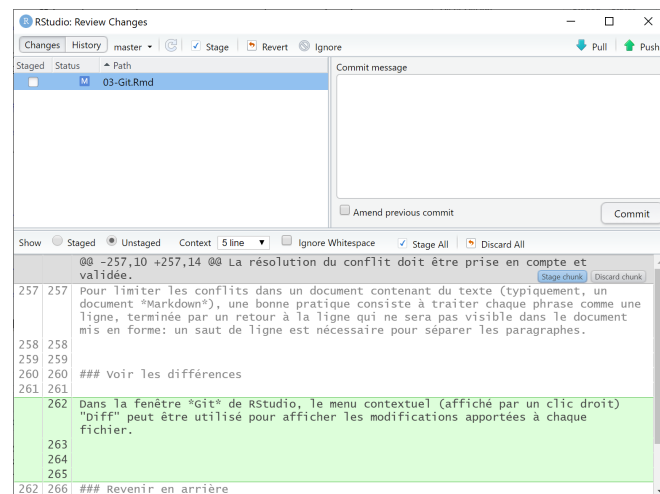 R RStudio: Review Changes
Changes History master Stage Revert Ignore Pull Push
Staged Status Path Commit message
M 03-Git.Rmd
Amend previous commit Commit
Show Staged Unstaged Context 5 line Ignore Whitespace Stage All Discard All
@@ -257,10 +257,14 @@ La résolution du conflit doit être prise en compte et
validée. Stage chunk Discard chunk
257 257 Pour limiter les conflits dans un document contenant du texte (typiquement, un
document *Markdown*), une bonne pratique consiste à traiter chaque phrase comme une
ligne, terminée par un retour à la ligne qui ne sera pas visible dans le document
mis en forme: un saut de ligne est nécessaire pour séparer les paragraphes.
258 258
259 259
260 260 ### Voir les différences
261 261
262 Dans la fenêtre *Git* de RStudio, le menu contextuel (affiché par un clic droit)
"Diff" peut être utilisé pour afficher les modifications apportées à chaque
fichier.
263
264
265
262 266 ### Revenir en arrière